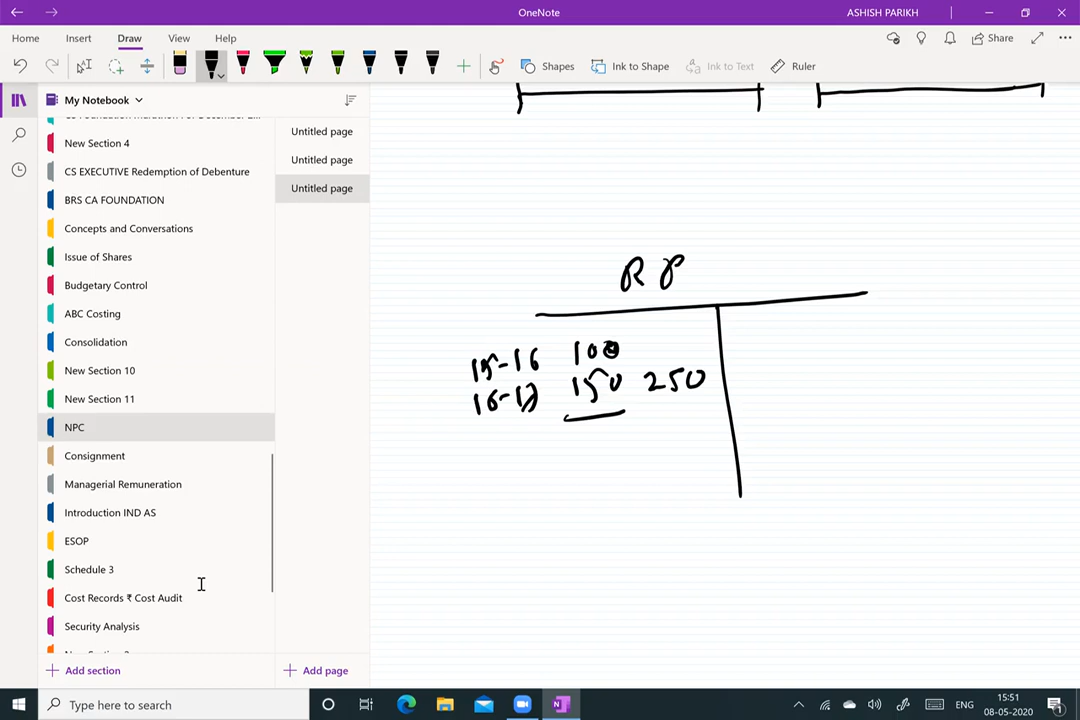 OneNote
ASHISH PARIKH
Home Insert Draw View Help
Share
Shapes Ink to Shape Ink to Text Ruler
My Notebook
New Section 4
CS EXECUTIVE Redemption of Debenture
BRS CA FOUNDATION
Concepts and Conversations
Issue of Shares
Budgetary Control
ABC Costing
Consolidation
New Section 10
New Section 11
NPC
Consignment
Managerial Remuneration
Introduction IND AS
ESOP
Schedule 3
Cost Records ₹ Cost Audit
Security Analysis
Add section
Untitled page
Untitled page
Untitled page
Add page
R P
15-16 100
16-17 150 250
Type here to search
ENG
15:51
08-05-2020
1